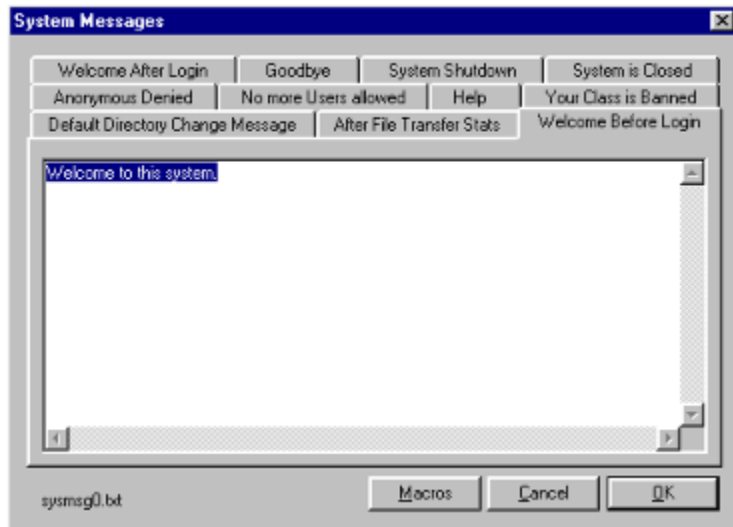 System Messages
Welcome After Login Goodbye System Shutdown System is Closed
Anonymous Denied No more Users allowed Help Your Class is Banned
Default Directory Change Message After File Transfer Stats Welcome Before Login
Welcome to this system.
sysmsg0.txt Macros Cancel OK